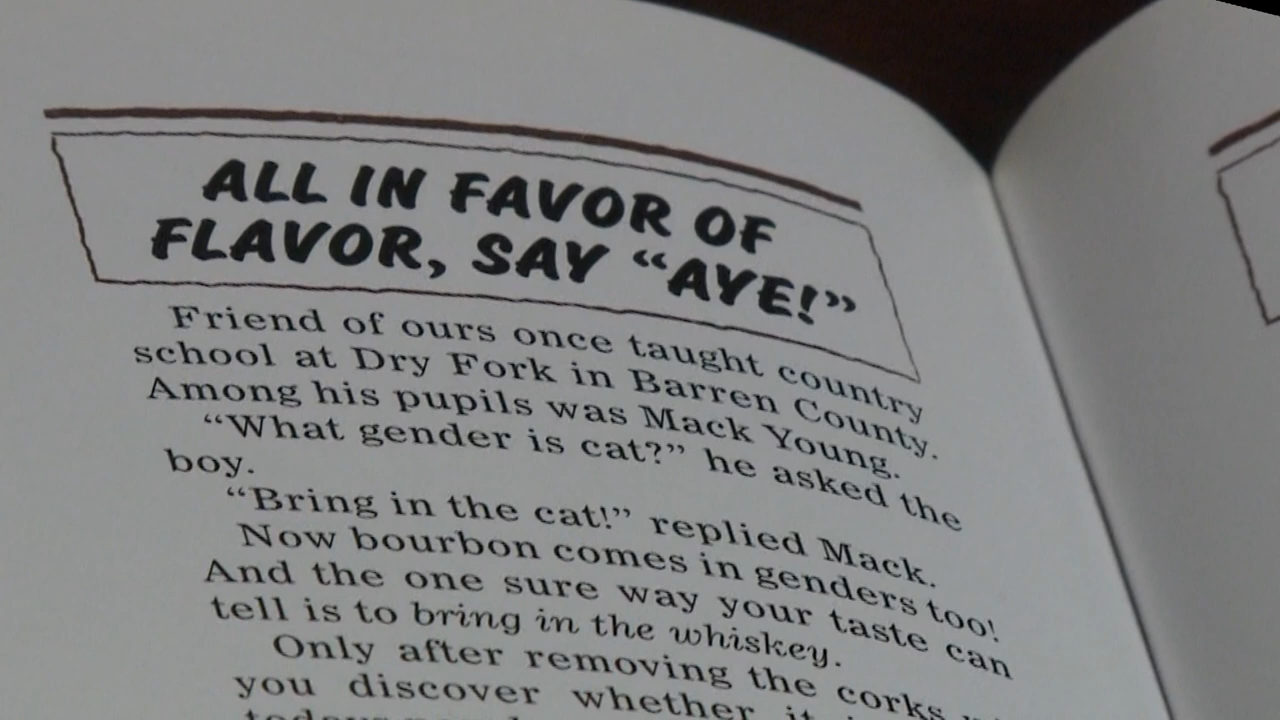 ALL IN FAVOR OF
FLAVOR, SAY “AYE!”
Friend of ours once taught country
school at Dry Fork in Barren County.
Among his pupils was Mack Young.
“What gender is cat?” he asked the
boy.
“Bring in the cat!” replied Mack.
Now bourbon comes in genders too!
And the one sure way your taste can
tell is to bring in the whiskey.
Only after removing the corks
you discover whether it